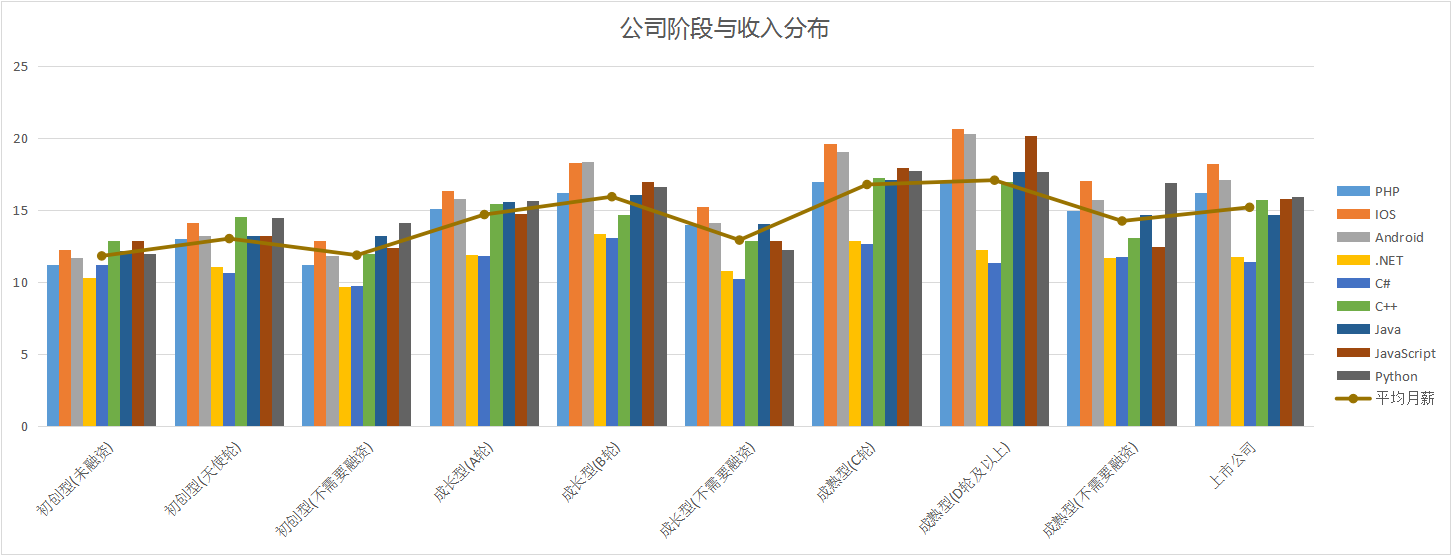 公司阶段与收入分布
25
20
15
10
5
0
初创型(未融资)
初创型(天使轮)
初创型(不需要融资)
成长型(A轮)
成长型(B轮)
成长型(不需要融资)
成熟型(C轮)
成熟型(D轮及以上)
成熟型(不需要融资)
上市公司
PHP
IOS
Android
.NET
C#
C++
Java
JavaScript
Python
平均月薪